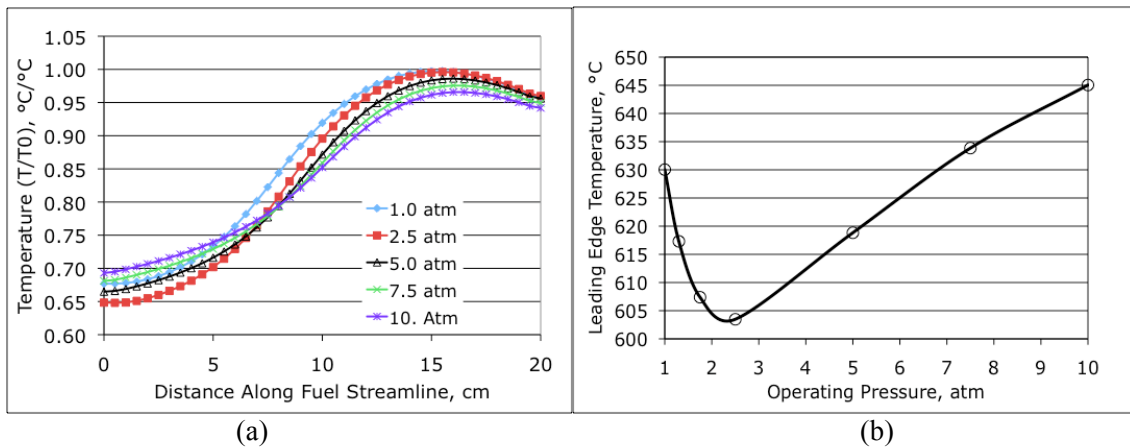 Temperature (T/T0), °C/°C
1.05
1.00
0.95
0.90
0.85
0.80
0.75
0.70
0.65
0.60
1.0 atm
2.5 atm
5.0 atm
7.5 atm
10. Atm
0 5 10 15 20
Distance Along Fuel Streamline, cm
(a)
Leading Edge Temperature, °C
650
645
640
635
630
625
620
615
610
605
600
1 2 3 4 5 6 7 8 9 10
Operating Pressure, atm
(b)